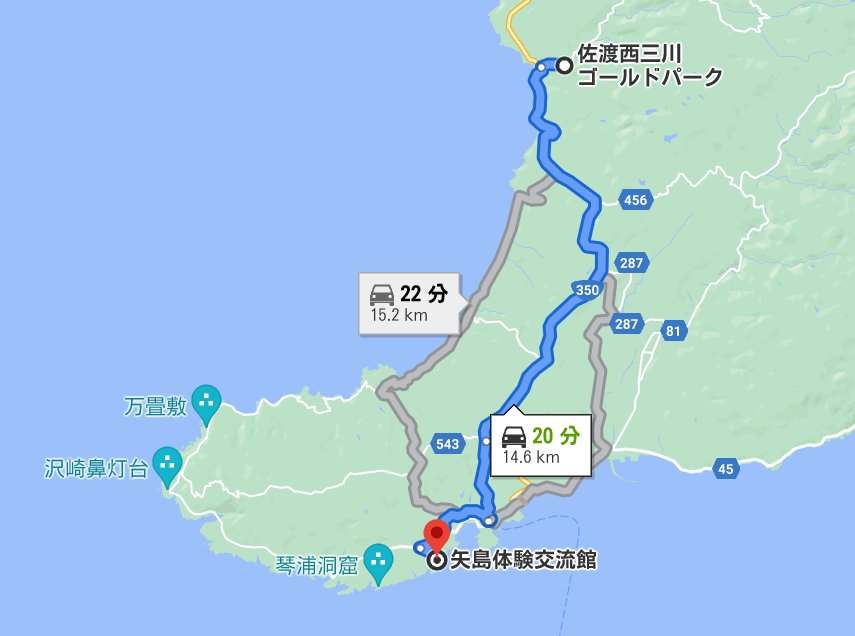 佐渡西三川
ゴールドパーク
456
287
350
22 分
15.2 km
287
81
万畳敷
20 分
14.6 km
543
沢崎鼻灯台
45
琴浦洞窟
矢島体験交流館